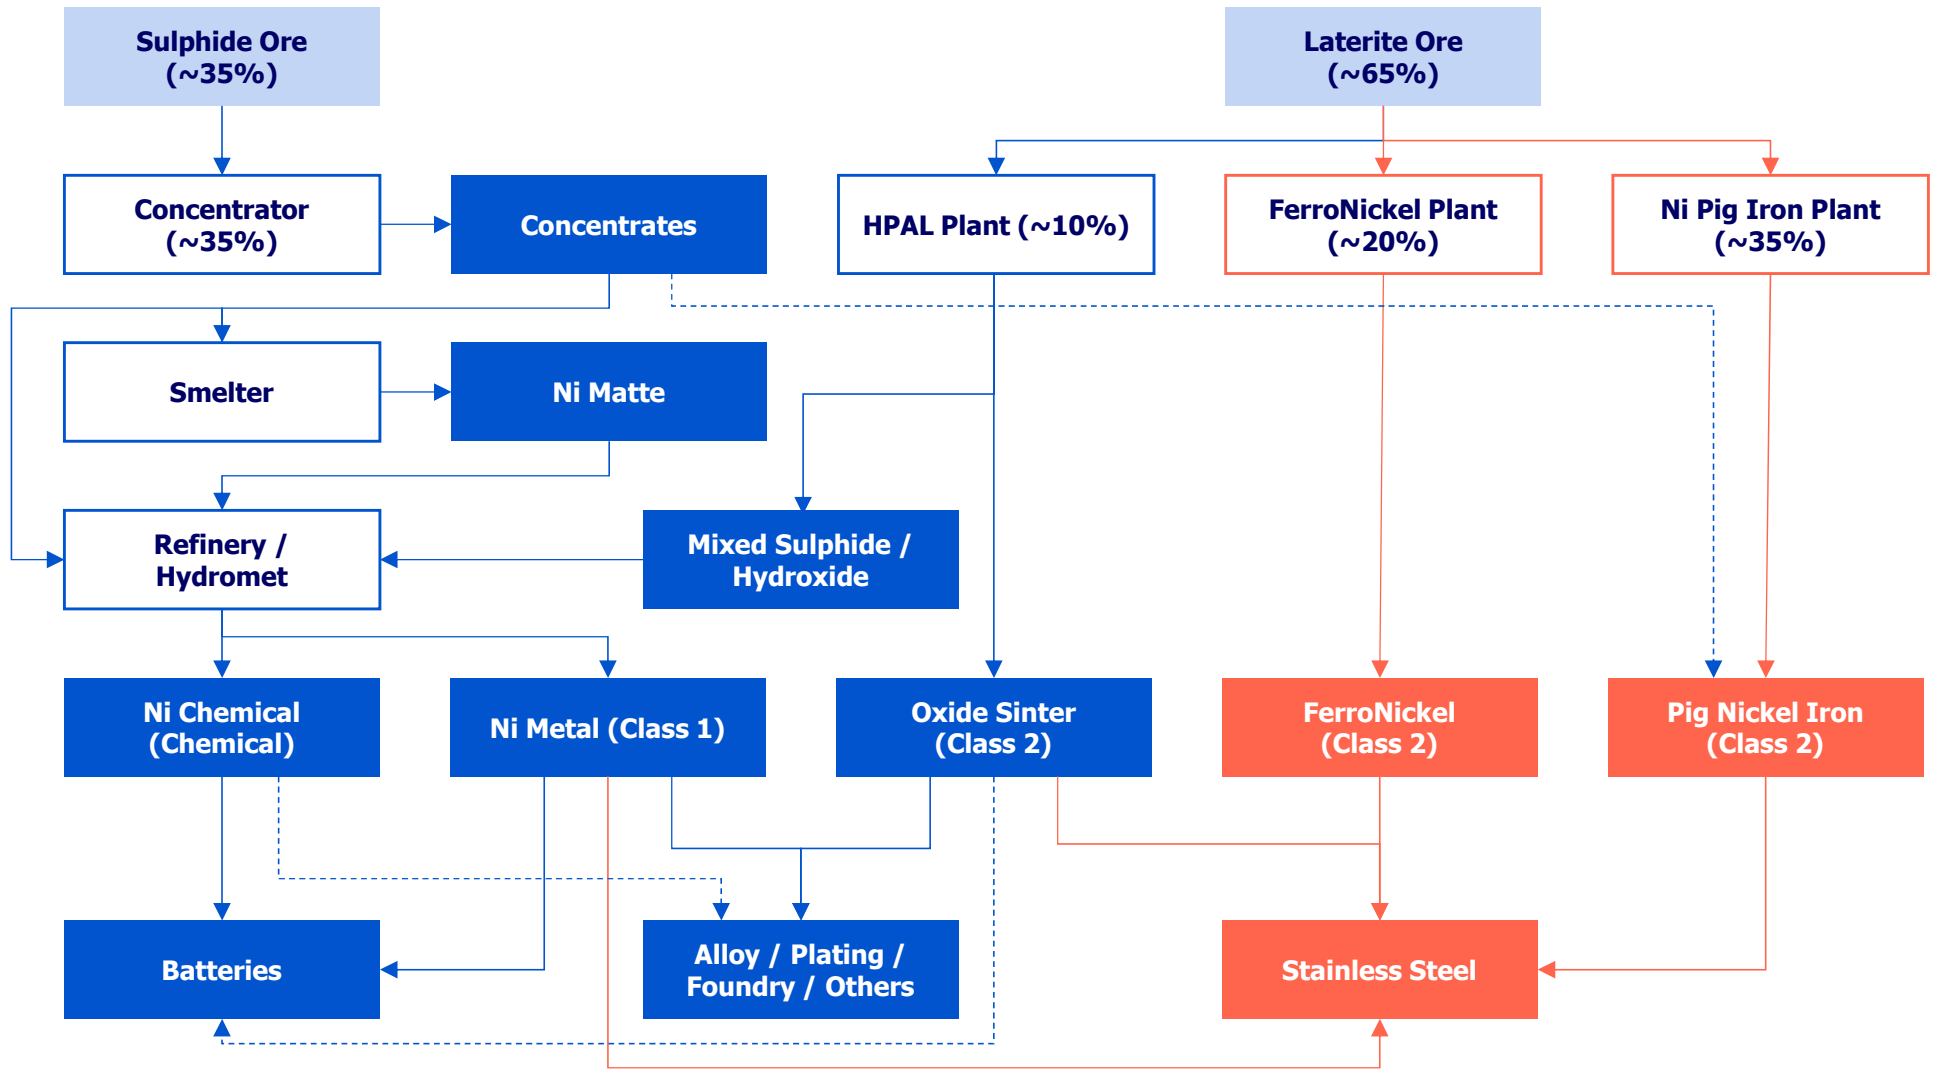 Sulphide Ore
(~35%)
Laterite Ore
(~65%)
Concentrator
(~35%)
Concentrates
HPAL Plant (~10%)
FerroNickel Plant
(~20%)
Ni Pig Iron Plant
(~35%)
Smelter
Ni Matte
Refinery /
Hydromet
Mixed Sulphide /
Hydroxide
Ni Chemical
(Chemical)
Ni Metal (Class 1)
Oxide Sinter
(Class 2)
FerroNickel
(Class 2)
Pig Nickel Iron
(Class 2)
Batteries
Alloy / Plating /
Foundry / Others
Stainless Steel